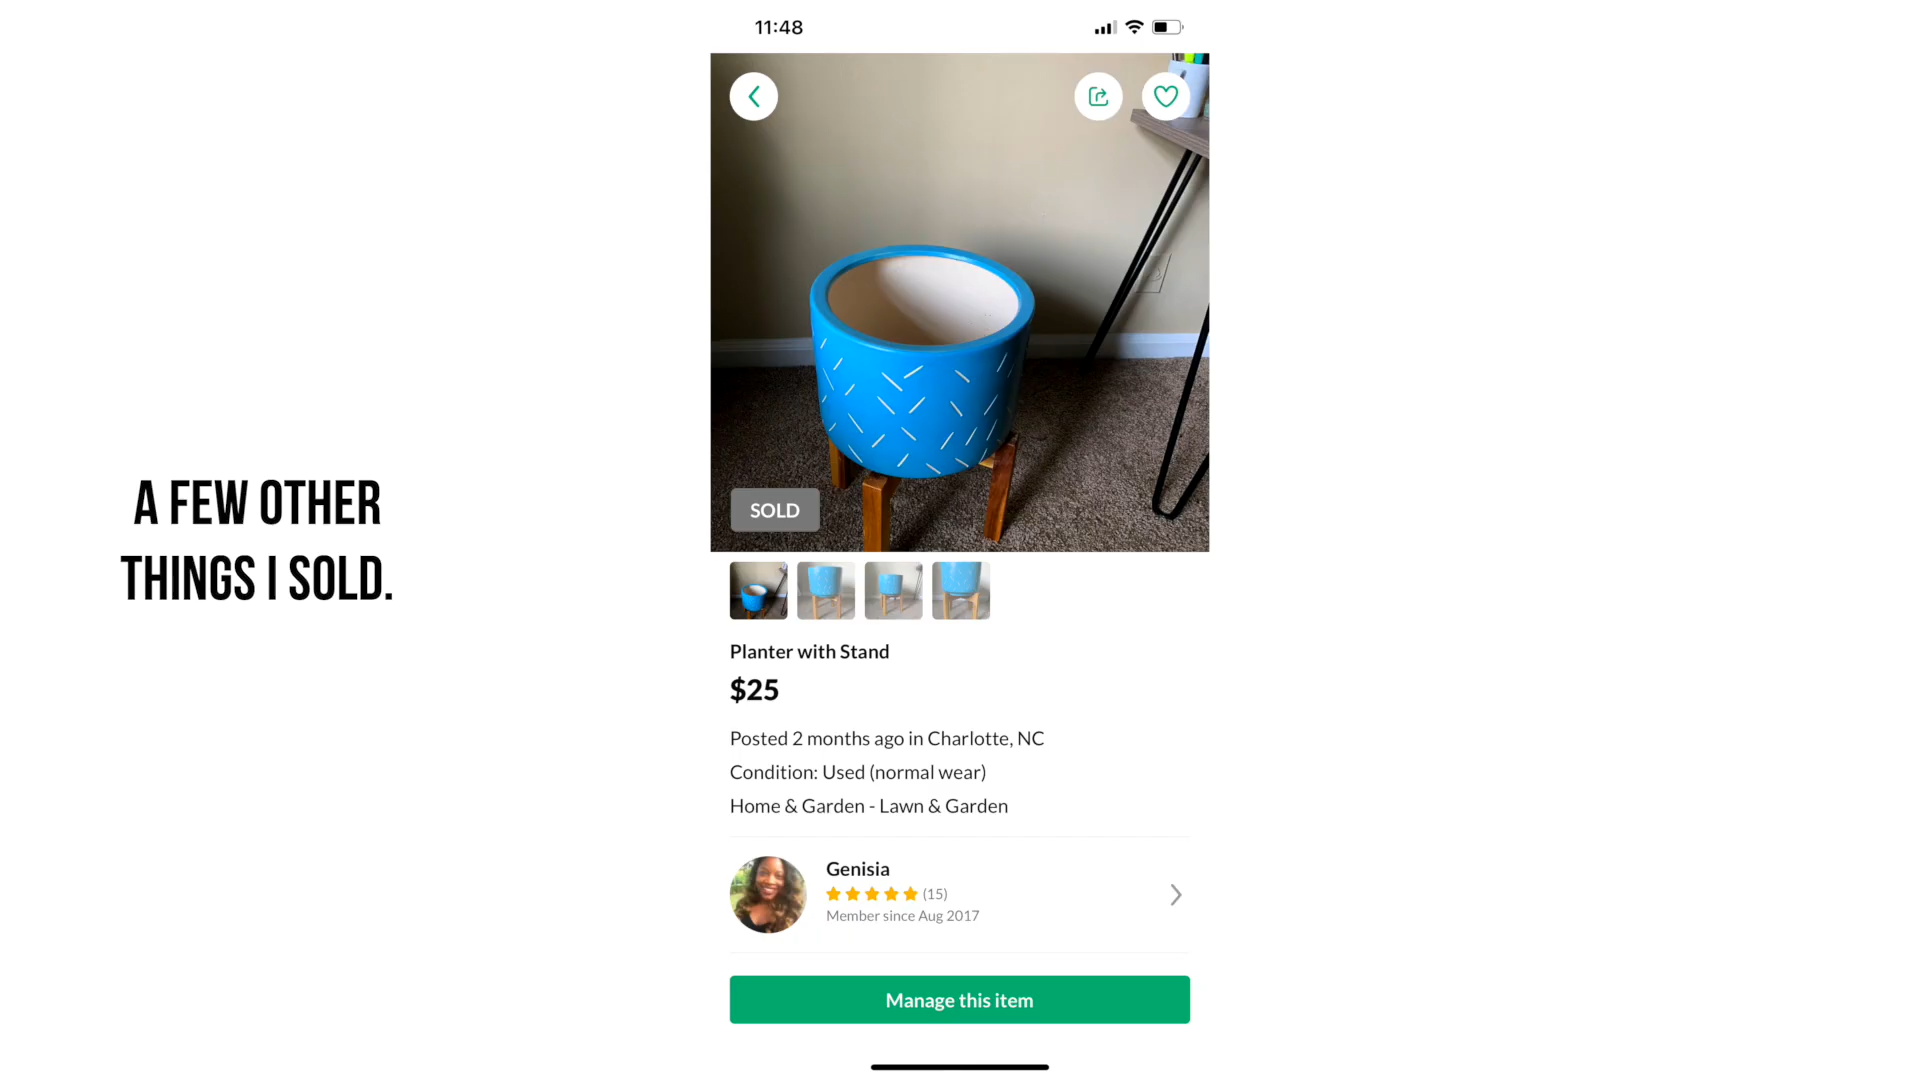 11:48
A FEW OTHER
THINGS I SOLD.
SOLD
Planter with Stand
$25
Posted 2 months ago in Charlotte, NC
Condition: Used (normal wear)
Home & Garden - Lawn & Garden
Genisia
(15)
Member since Aug 2017
Manage this item